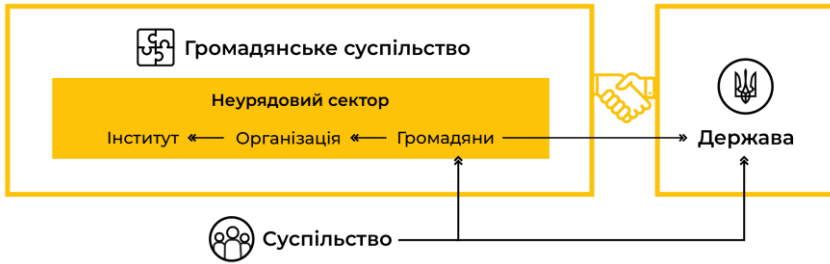 Громадянське суспільство
Неурядовий сектор
Інститут Організація Громадяни
Держава
Суспільство